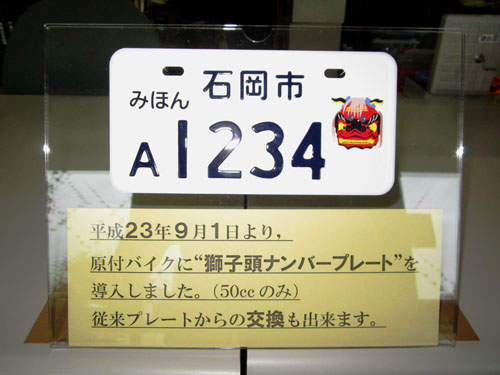 石岡市
みほん
A1234
平成23年9月1日より，
原付バイクに“獅子頭ナンバープレート”を
導入しました。（50ccのみ）
従来プレートからの交換も出来ます。